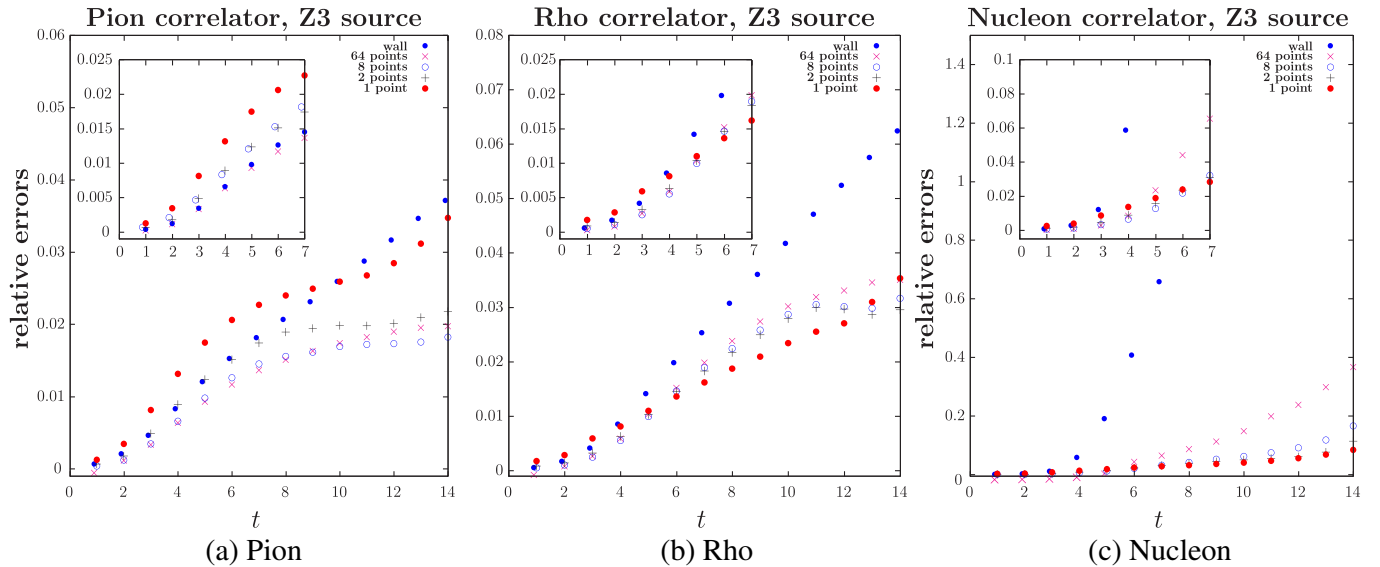 Pion correlator, Z3 source
Rho correlator, Z3 source
Nucleon correlator, Z3 source
relative errors
0.06
0.05
0.04
0.03
0.02
0.01
0
0 2 4 6 8 10 12 14
t
wall
64 points
8 points
2 points
1 point
0.025
0.02
0.015
0.01
0.005
0
0 1 2 3 4 5 6 7
(a) Pion
relative errors
0.08
0.07
0.06
0.05
0.04
0.03
0.02
0.01
0
0 2 4 6 8 10 12 14
t
wall
64 points
8 points
2 points
1 point
0.025
0.02
0.015
0.01
0.005
0
0 1 2 3 4 5 6 7
(b) Rho
relative errors
1.4
1.2
1
0.8
0.6
0.4
0.2
0
0 2 4 6 8 10 12 14
t
wall
64 points
8 points
2 points
1 point
0.1
0.08
0.06
0.04
0.02
0
0 1 2 3 4 5 6 7
(c) Nucleon